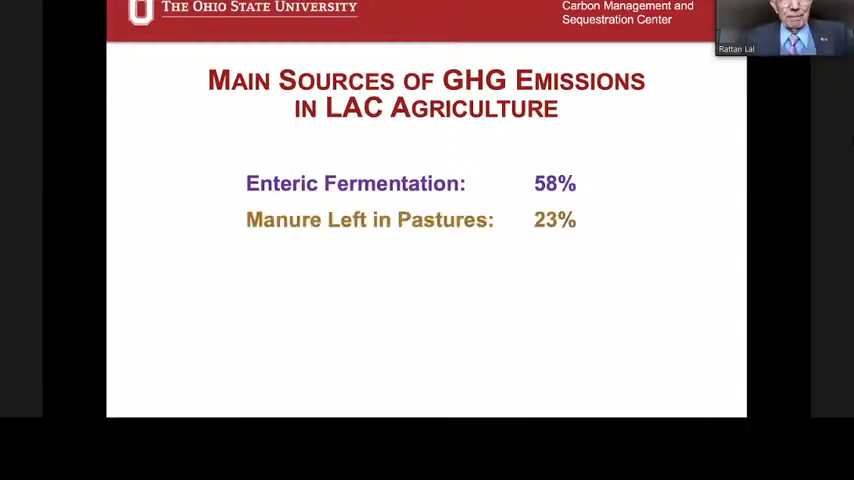 THE OHIO STATE UNIVERSITY
Carbon Management and
Sequestration Center
Rattan Lal
MAIN SOURCES OF GHG EMISSIONS
IN LAC AGRICULTURE
Enteric Fermentation: 58%
Manure Left in Pastures: 23%